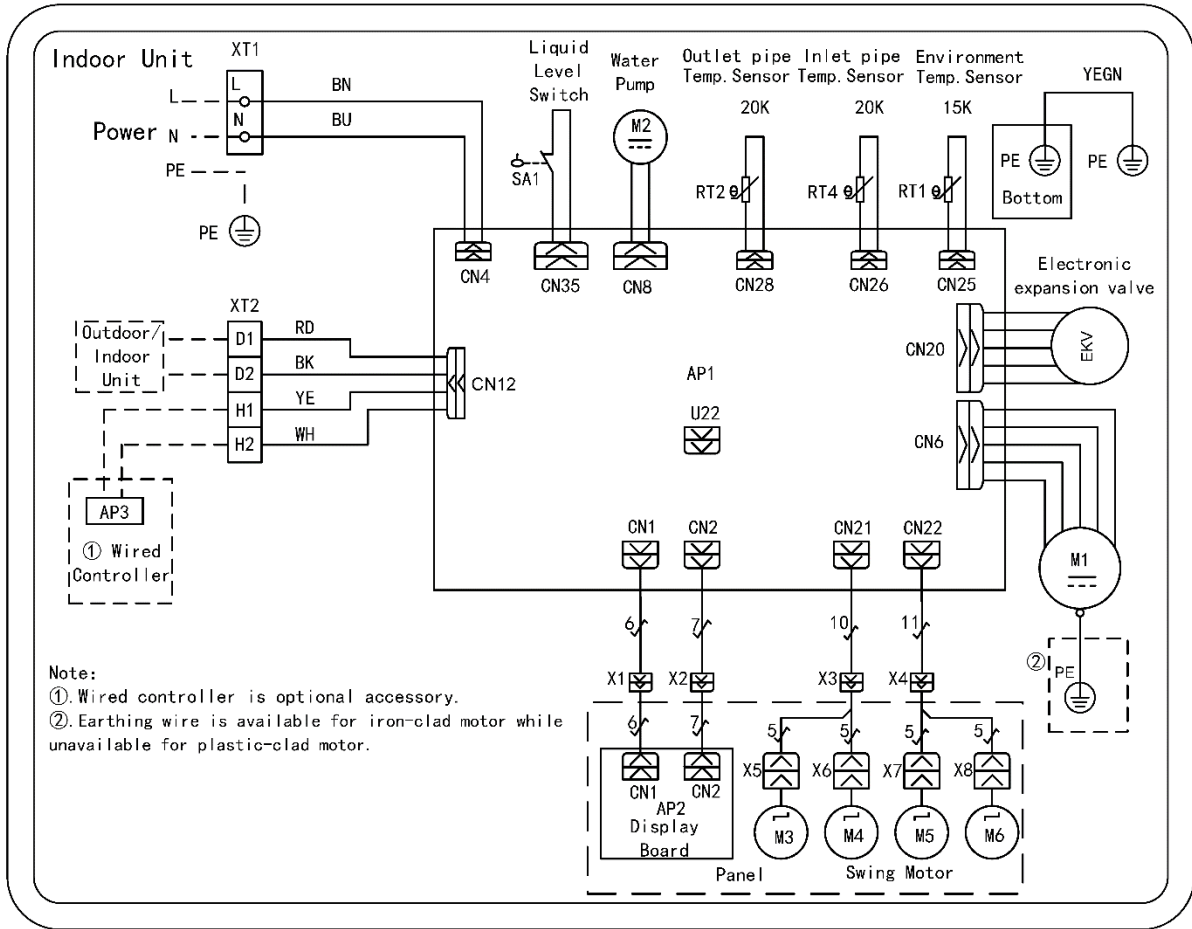 Indoor Unit
XT1
L
L
N
Power N
PE
PE
BN
BU
Liquid
Level
Switch
SA1
Water
Pump
M2
Outlet pipe
Temp. Sensor
20K
RT2 θ
Inlet pipe
Temp. Sensor
20K
RT4 θ
Environment
Temp. Sensor
15K
RT1 θ
YEGN
PE
Bottom
PE
CN4
CN35
CN8
CN28
CN26
CN25
XT2
Outdoor/
Indoor
Unit
D1
D2
H1
H2
RD
BK
YE
WH
CN12
AP1
U22
CN20
Electronic
expansion valve
EKV
CN6
M1
② PE
AP3
① Wired
Controller
CN1
CN2
CN21
CN22
6
7
10
11
X1
X2
X3
X4
6
7
5
5
5
5
X5
X6
X7
X8
CN1
CN2
AP2
Display
Board
M3
M4
M5
M6
Panel
Swing Motor
Note:
①. Wired controller is optional accessory.
②. Earthing wire is available for iron-clad motor while
unavailable for plastic-clad motor.